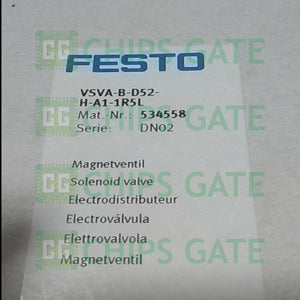 CHIPS GATE
FESTO
VSVA-B-D52-
H-A1-1R5L
Mat.-Nr.: 534558
Serie: DN02
CHIPS GATE
Magnetventil
Solenoid valve
Electrodistributeur
Electroválvula
Elettrovalvola
Magnetventil
CHIPS GATE